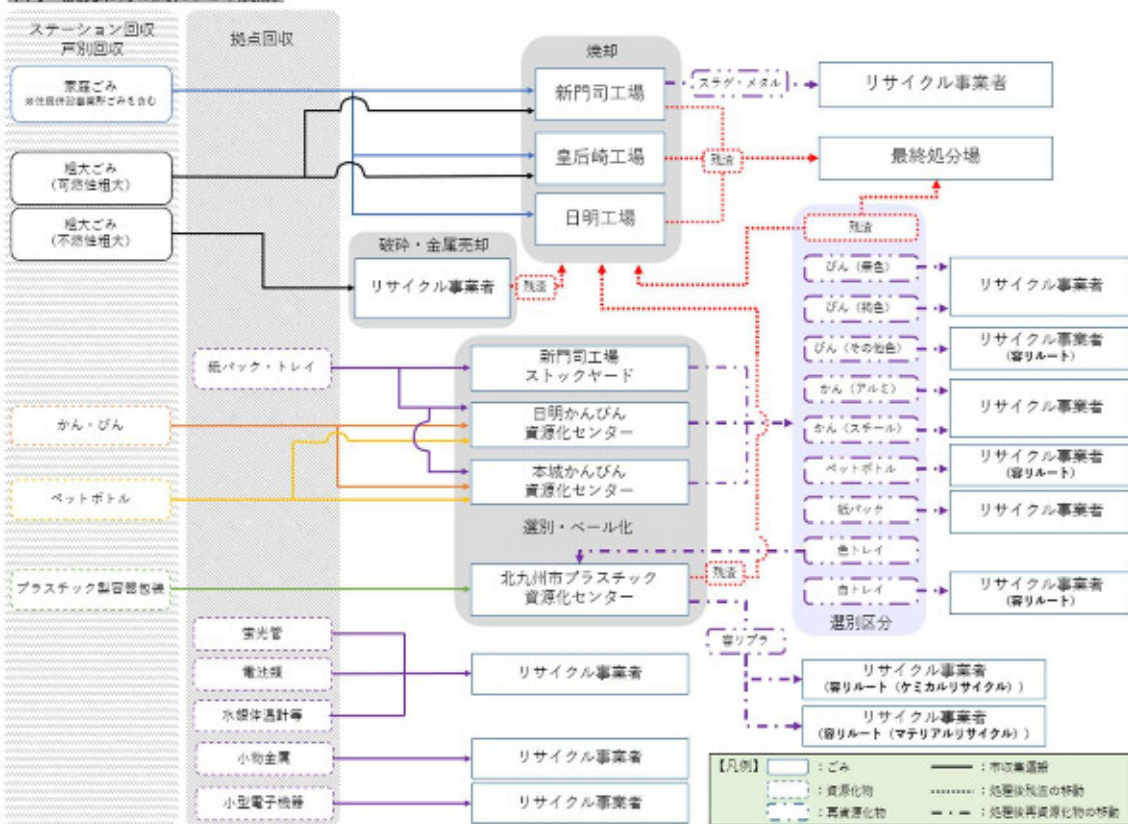 ステーション回収
戸別回収
拠点回収
家庭ごみ
※住居併設事業所ごみを含む
粗大ごみ
(可燃性粗大)
粗大ごみ
(不燃性粗大)
焼却
新門司工場
皇后崎工場
日明工場
スラグ・メタル
リサイクル事業者
残渣
最終処分場
破砕・金属売却
リサイクル事業者
残渣
紙パック・トレイ
かん・びん
ペットボトル
プラスチック製容器包装
新門司工場
ストックヤード
日明かんびん
資源化センター
本城かんびん
資源化センター
選別・ベール化
北九州市プラスチック
資源化センター
残渣
残渣
びん（茶色）
びん（その他色）
かん（アルミ）
かん（スチール）
ペットボトル
紙パック
色トレイ
白トレイ
選別区分
リサイクル事業者
リサイクル事業者
(容リルート)
リサイクル事業者
リサイクル事業者
(容リルート)
リサイクル事業者
リサイクル事業者
(容リルート)
容リプラ
リサイクル事業者
(容リルート（ケミカルリサイクル）)
リサイクル事業者
(容リルート（マテリアルリサイクル）)
蛍光管
電池類
水銀体温計等
リサイクル事業者
小物金属
リサイクル事業者
小型電子機器
リサイクル事業者
【凡例】
：ごみ
：市収集運搬
：資源化物
：処理後残渣の移動
：再資源化物
：処理後再資源化物の移動